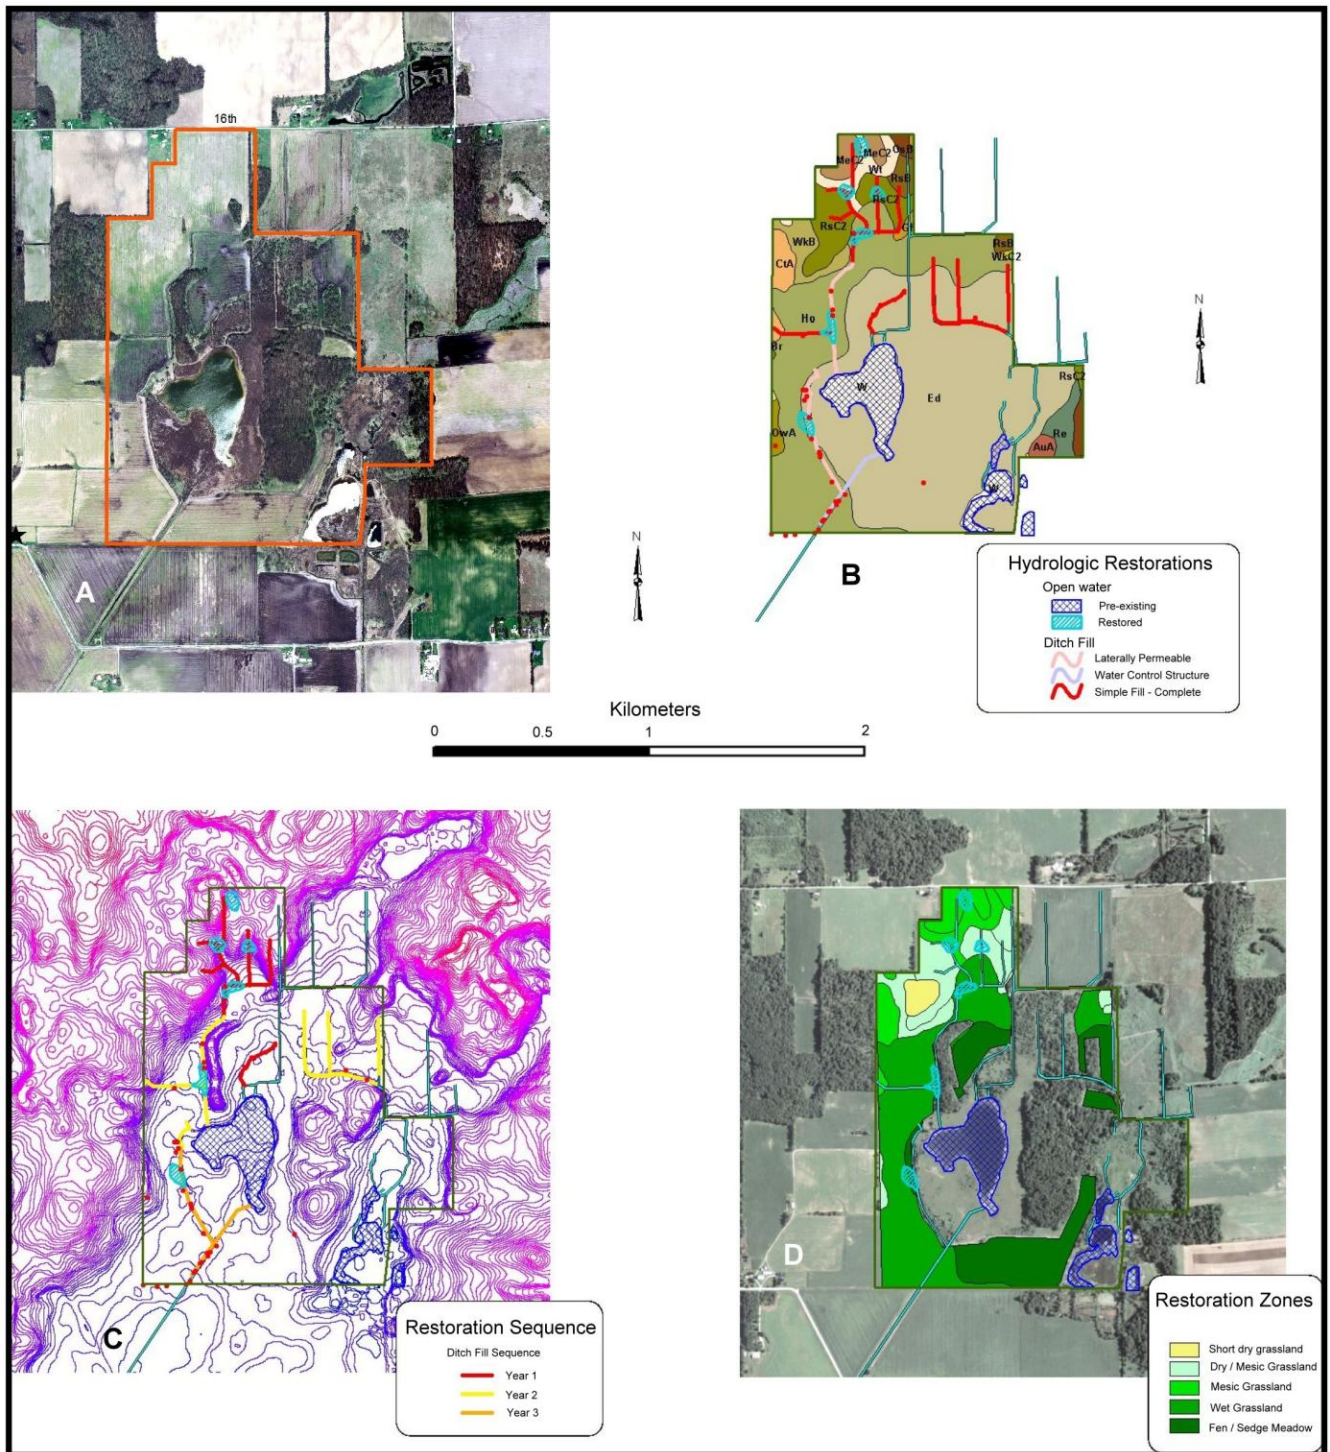 16th
A
N
MeC2
MeC2
OsB
Wt
RsB
RsC2
RsC2
Gf
WkB
CtA
RsB
WkC2
Ho
Br
W
Ed
RsC2
OwA
Re
AuA
W
N
B
Hydrologic Restorations
Open water
Pre-existing
Restored
Ditch Fill
Laterally Permeable
Water Control Structure
Simple Fill - Complete
Kilometers
0 0.5 1 2
C
Restoration Sequence
Ditch Fill Sequence
Year 1
Year 2
Year 3
D
Restoration Zones
Short dry grassland
Dry / Mesic Grassland
Mesic Grassland
Wet Grassland
Fen / Sedge Meadow